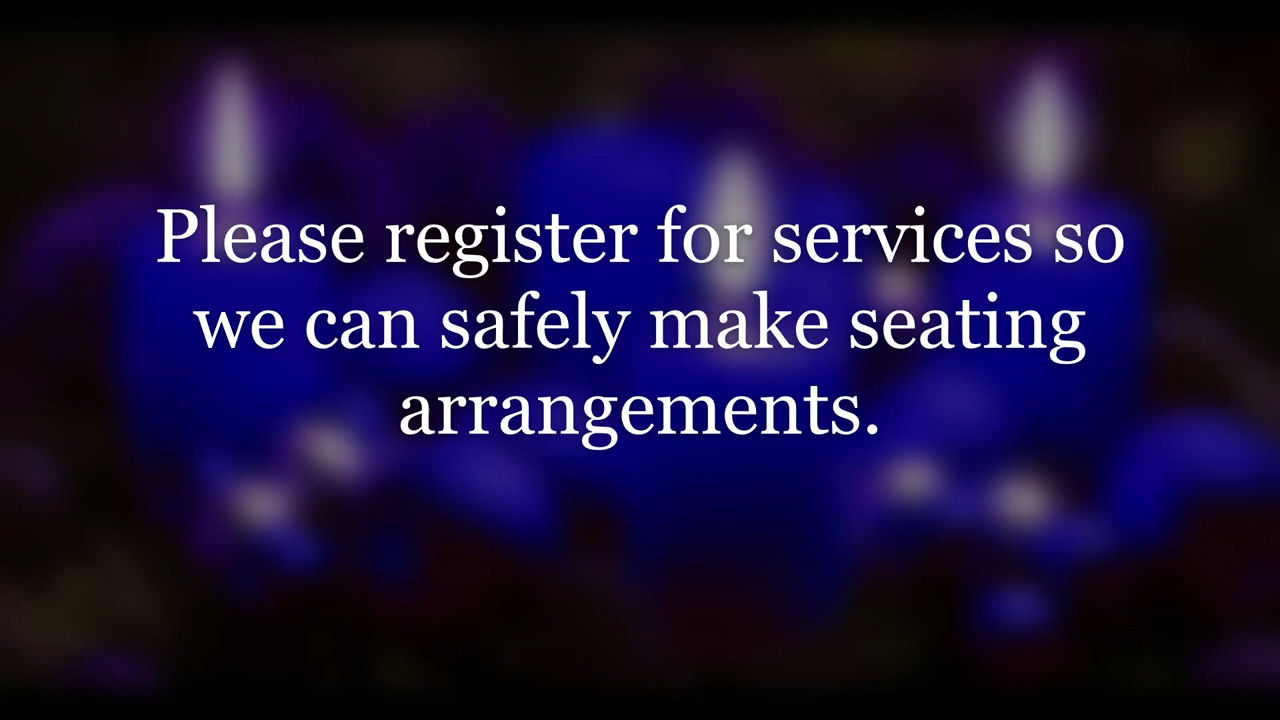 Please register for services so
we can safely make seating
arrangements.